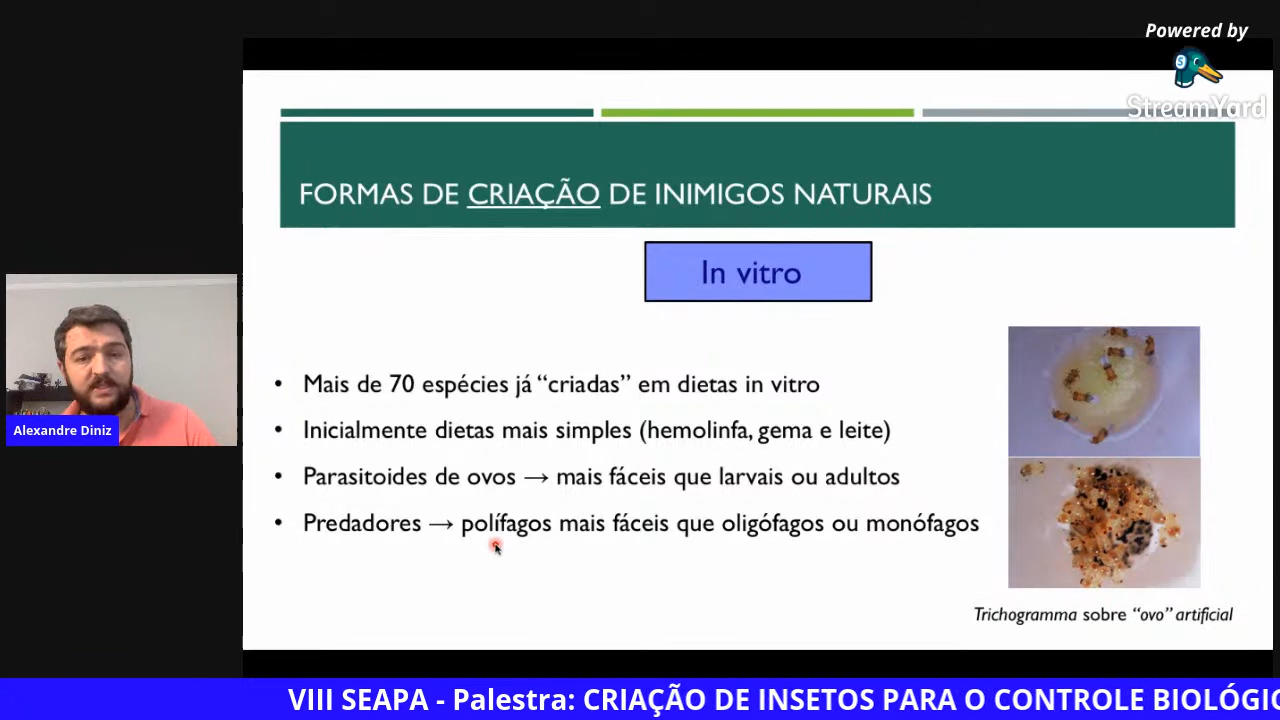 Powered by
StreamYard
FORMAS DE CRIAÇÃO DE INIMIGOS NATURAIS
In vitro
• Mais de 70 espécies já “criadas” em dietas in vitro
• Inicialmente dietas mais simples (hemolinfa, gema e leite)
• Parasitoides de ovos → mais fáceis que larvais ou adultos
• Predadores → polífagos mais fáceis que oligófagos ou monófagos
Trichogramma sobre “ovo” artificial
Alexandre Diniz
VIII SEAPA - Palestra: CRIAÇÃO DE INSETOS PARA O CONTROLE BIOLÓGIC